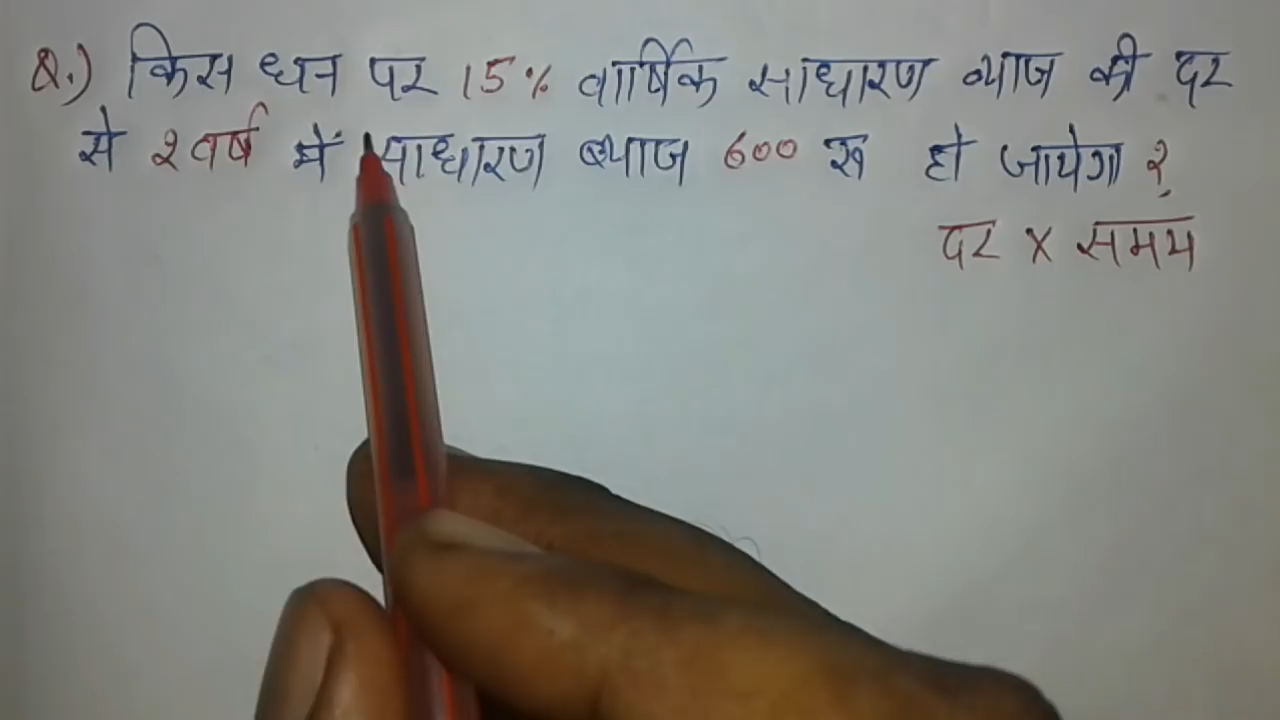 Q.) किस धन पर 15% वार्षिक साधारण ब्याज की दर
से 2 वर्ष में साधारण ब्याज 600 रू हो जायेगा ?
दर x समय